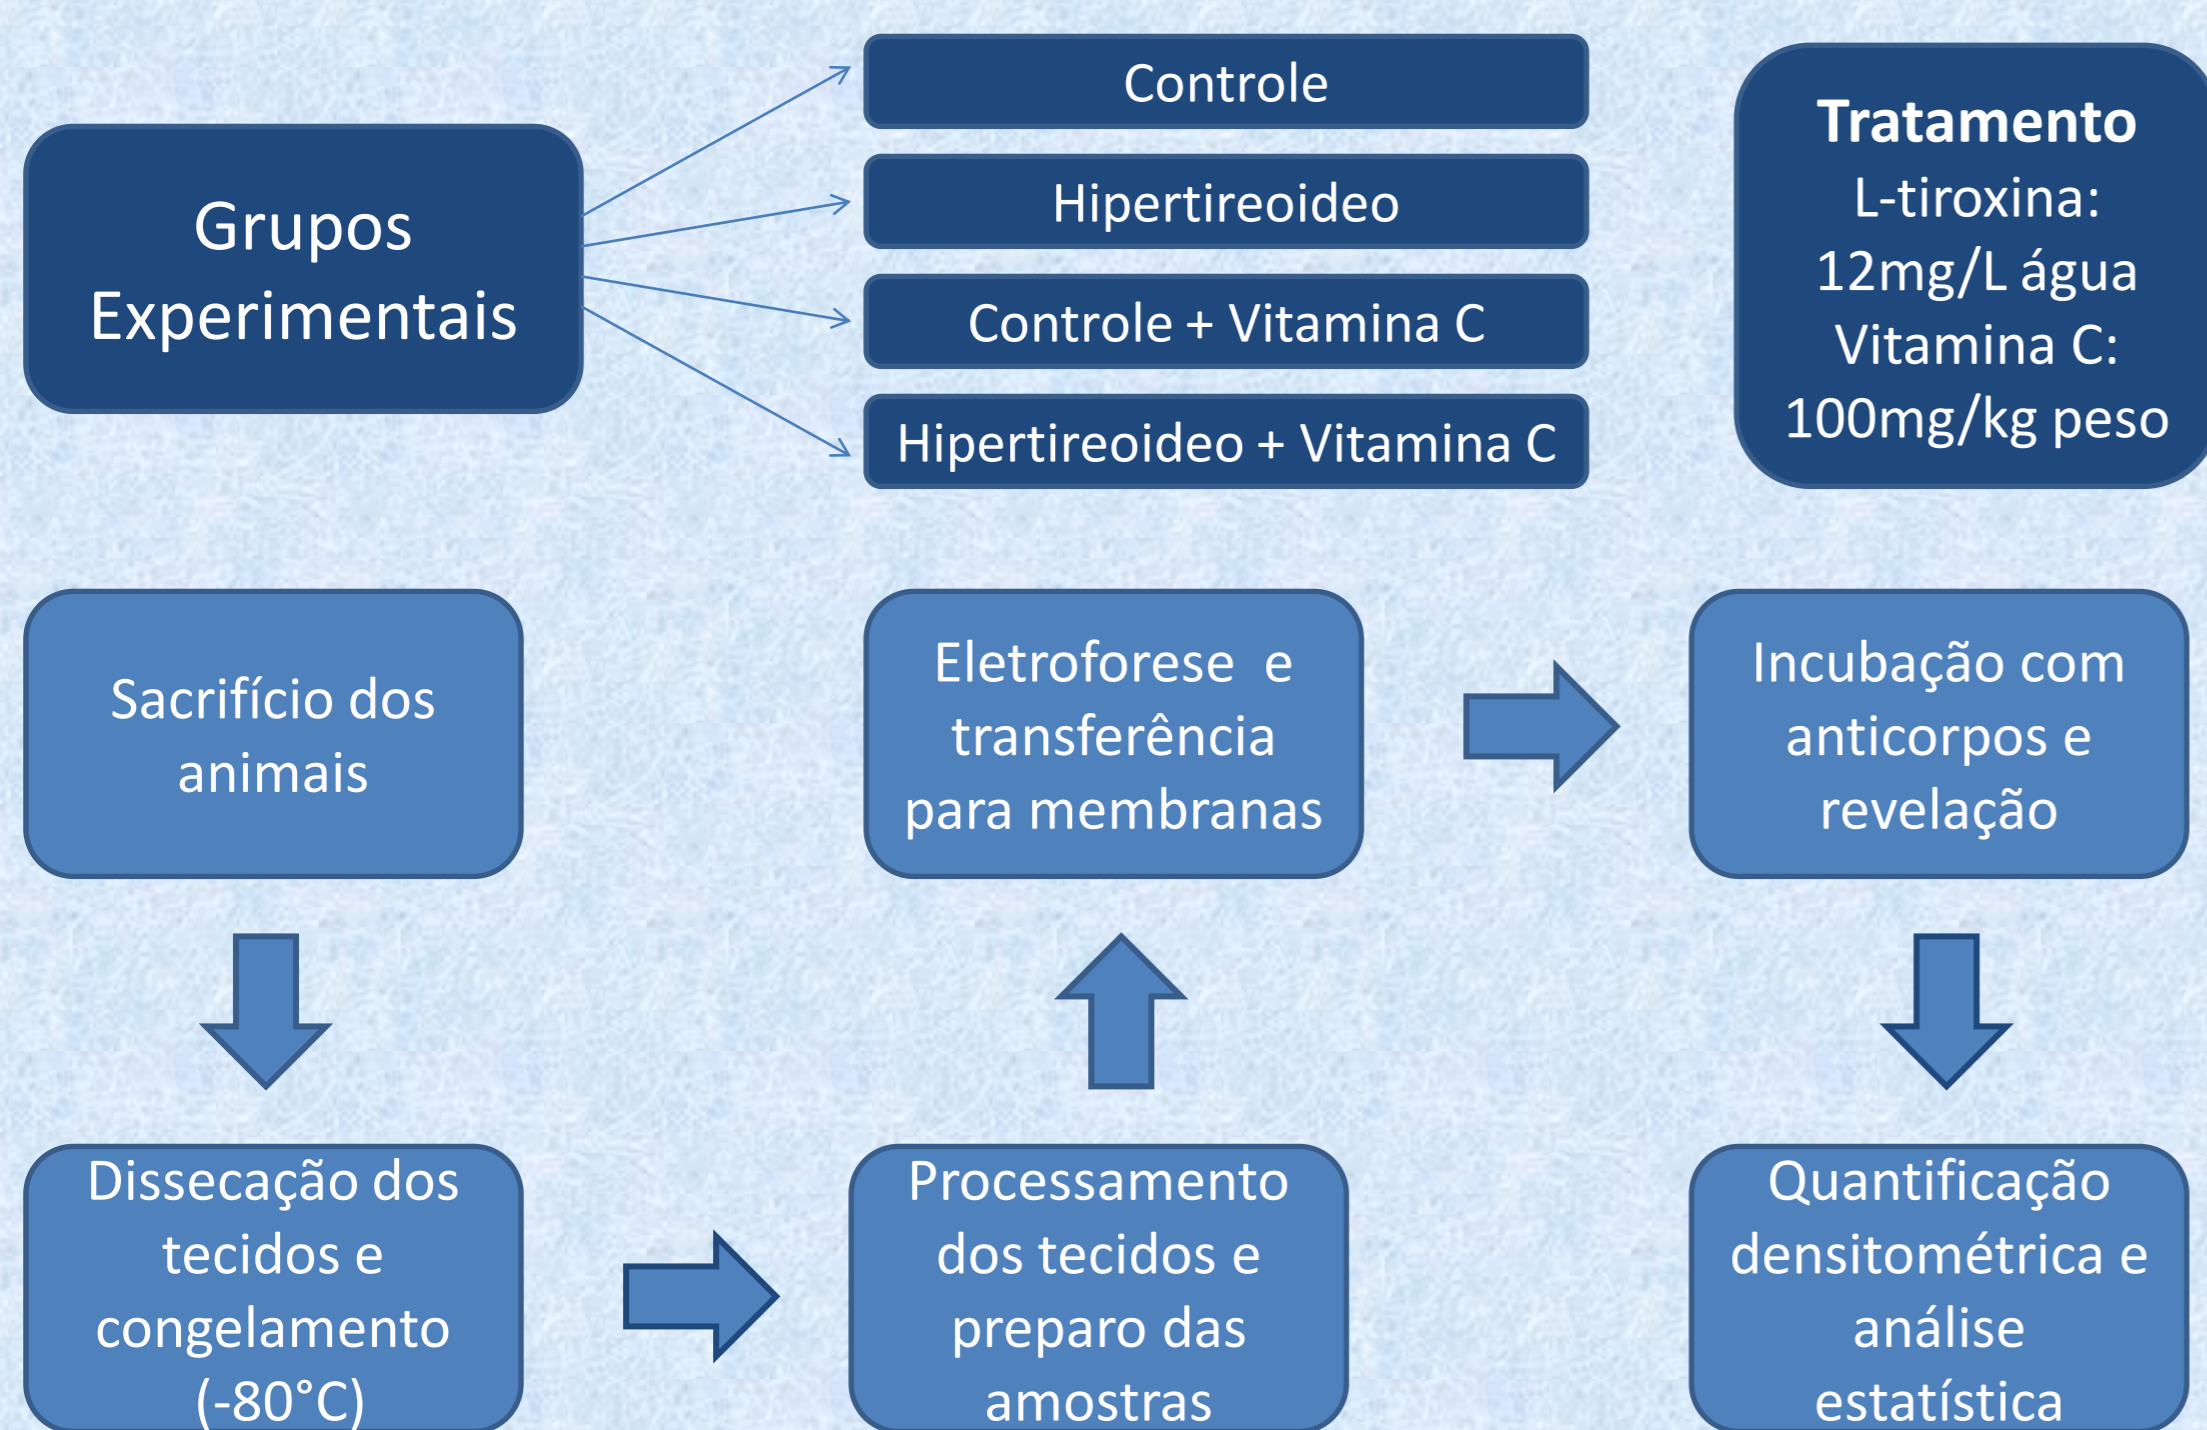 Grupos
Experimentais
Controle
Hipertireoideo
Controle + Vitamina C
Hipertireoideo + Vitamina C
Tratamento
L-tiroxina:
12mg/L água
Vitamina C:
100mg/kg peso
Sacrifício dos
animais
Dissecação dos
tecidos e
congelamento
(-80°C)
Processamento
dos tecidos e
preparo das
amostras
Eletroforese e
transferência
para membranas
Incubação com
anticorpos e
revelação
Quantificação
densitométrica e
análise
estatística